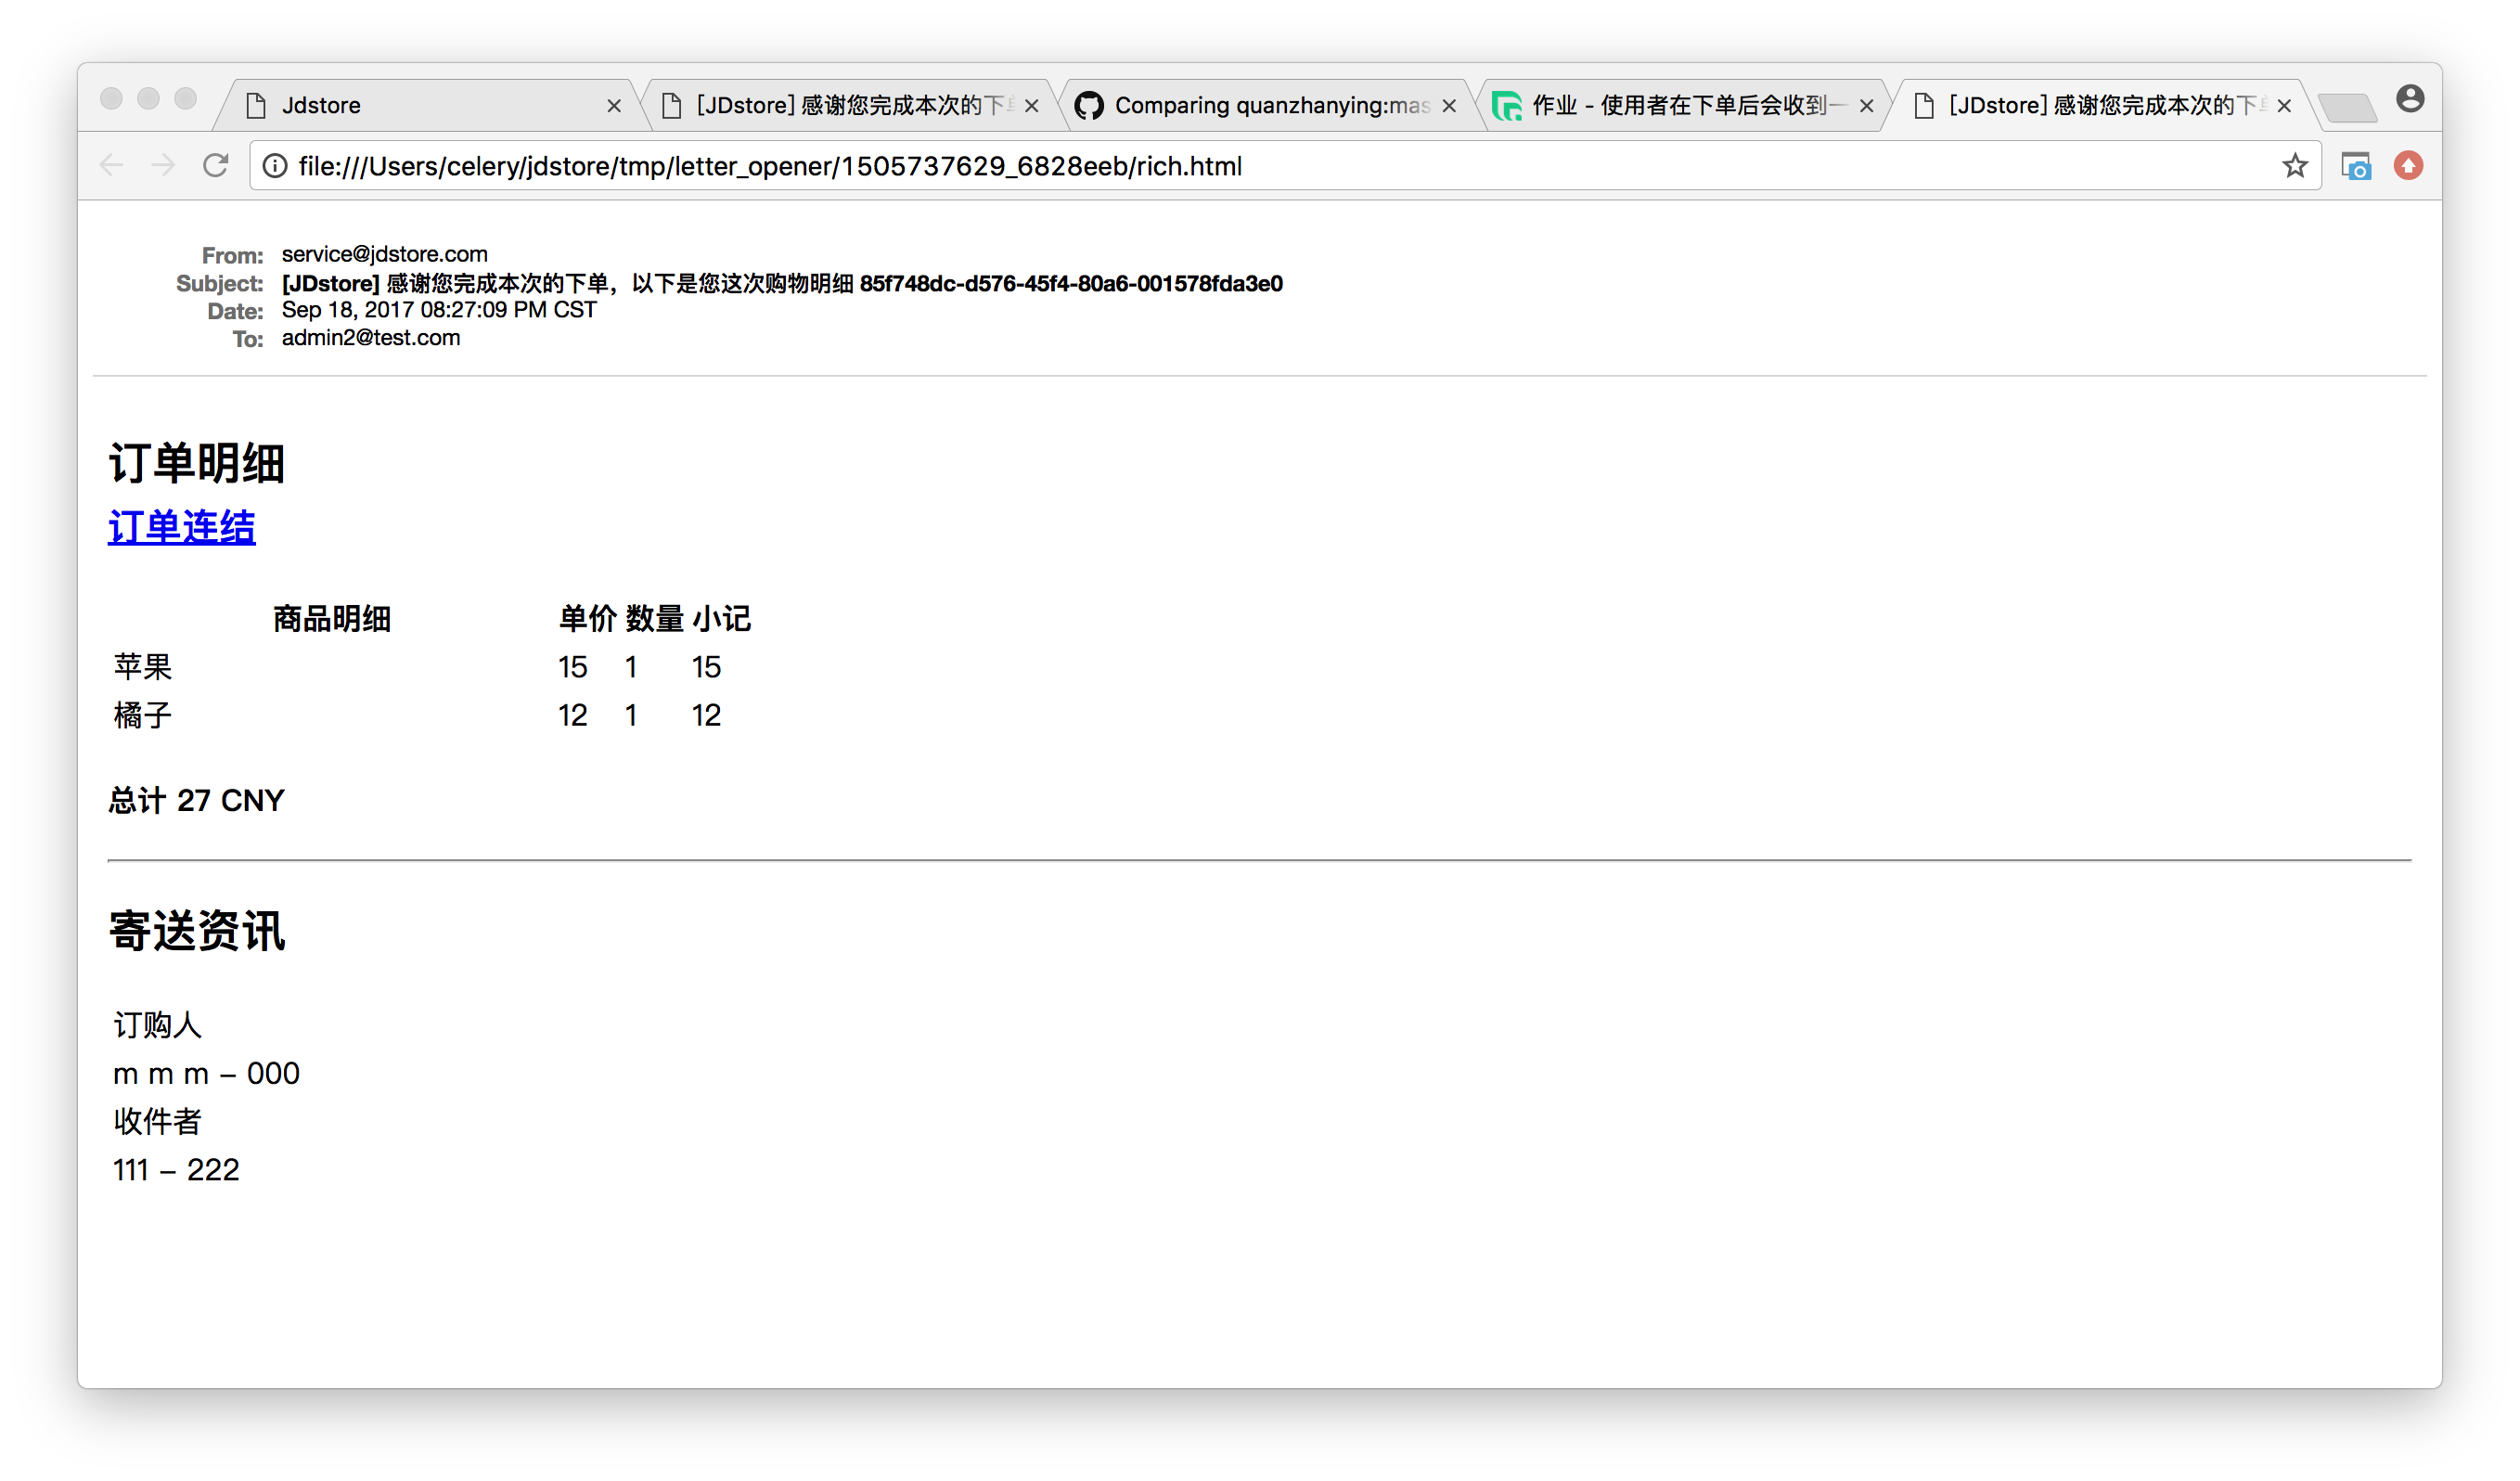 Jdstore
[JDstore] 感谢您完成本次的下
Comparing quanzhanying:mas
作业 - 使用者在下单后会收到一
[JDstore] 感谢您完成本次的下
file:///Users/celery/jdstore/tmp/letter_opener/1505737629_6828eeb/rich.html
From: service@jdstore.com
Subject: [JDstore] 感谢您完成本次的下单，以下是您这次购物明细 85f748dc-d576-45f4-80a6-001578fda3e0
Date: Sep 18, 2017 08:27:09 PM CST
To: admin2@test.com
订单明细
订单连结
商品明细 单价 数量 小记
苹果 15 1 15
橘子 12 1 12
总计 27 CNY
寄送资讯
订购人
m m m – 000
收件者
111 – 222